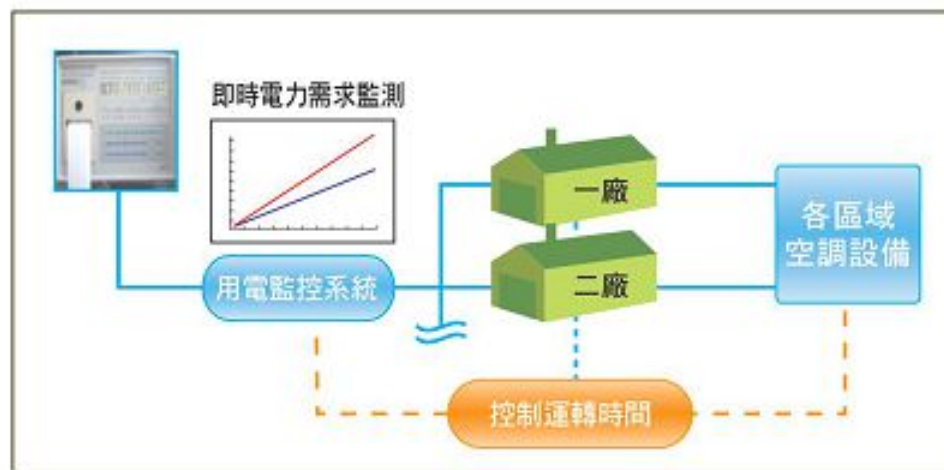 即時電力需求監測
一廠
各區域
空調設備
用電監控系統
二廠
控制運轉時間